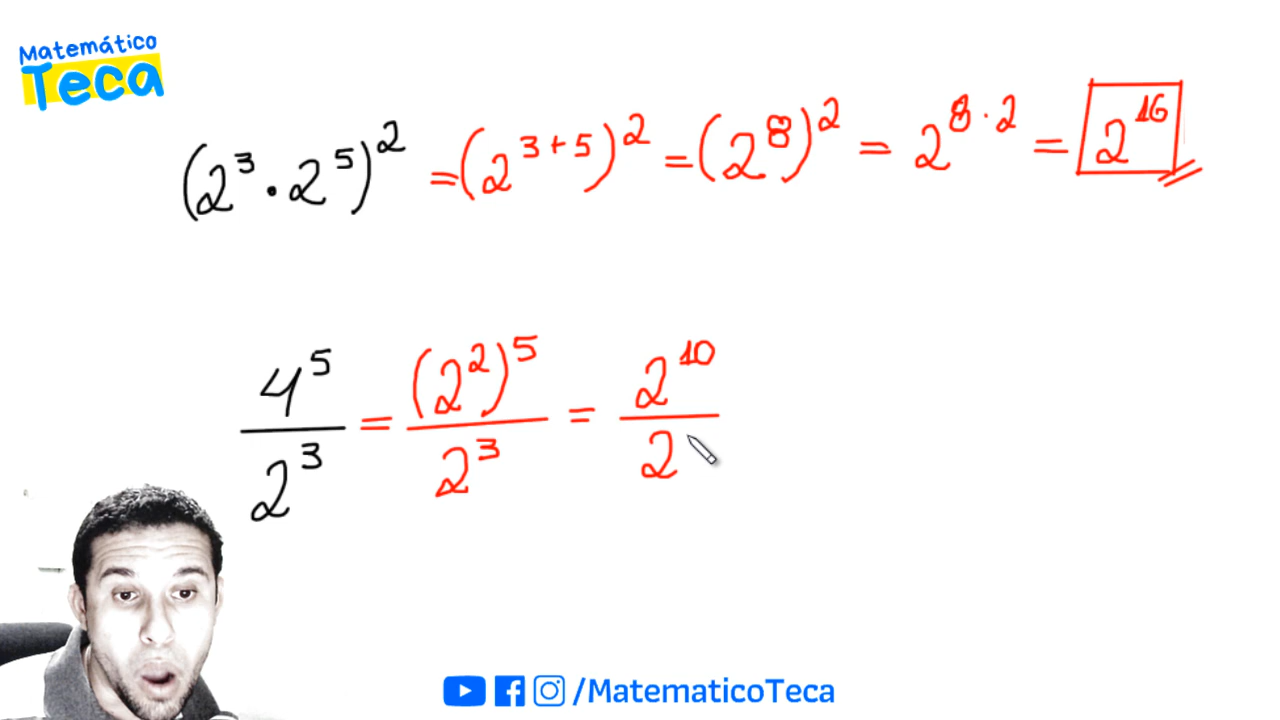 Matemático
Teca
(2³ · 2⁵)² = (2³⁺⁵)² = (2⁸)² = 2⁸·² = 2¹⁶
4⁵/2³ = (2²)⁵/2³ = 2¹⁰/2
/MatematicoTeca